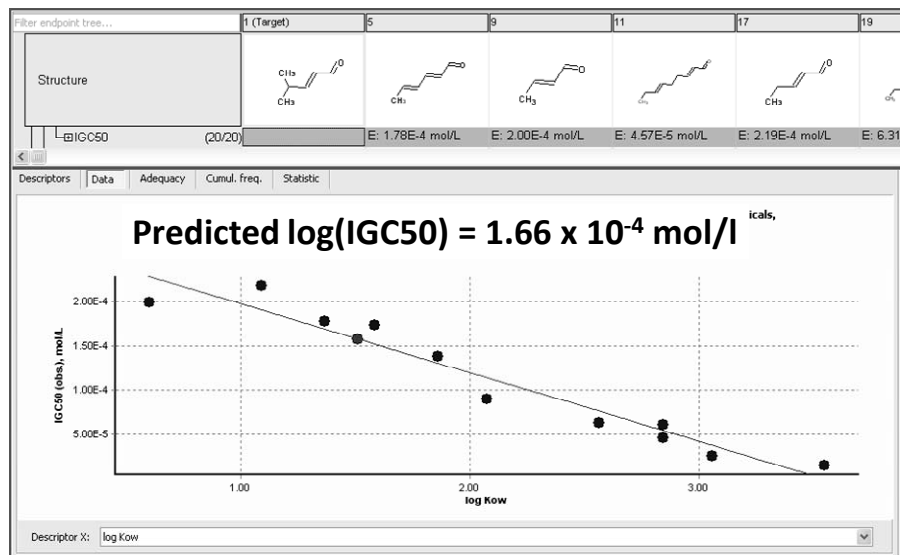 Filter endpoint tree... 1 (Target) 5 9 11 17 19
Structure
CH₃ CH₃ O
CH₃ O
CH₃ O
CH₃ O
CH₃ O
CH₃
IGC50 (20/20) E: 1.78E-4 mol/L E: 2.00E-4 mol/L E: 4.57E-5 mol/L E: 2.19E-4 mol/L E: 6.31
Descriptors Data Adequacy Cumul. freq. Statistic
icals,
Predicted log(IGC50) = 1.66 x 10⁻⁴ mol/l
IGC50 (obs.), mol/L
2.00E-4
1.50E-4
1.00E-4
5.00E-5
1.00 2.00 3.00
log Kow
Descriptor X: log Kow